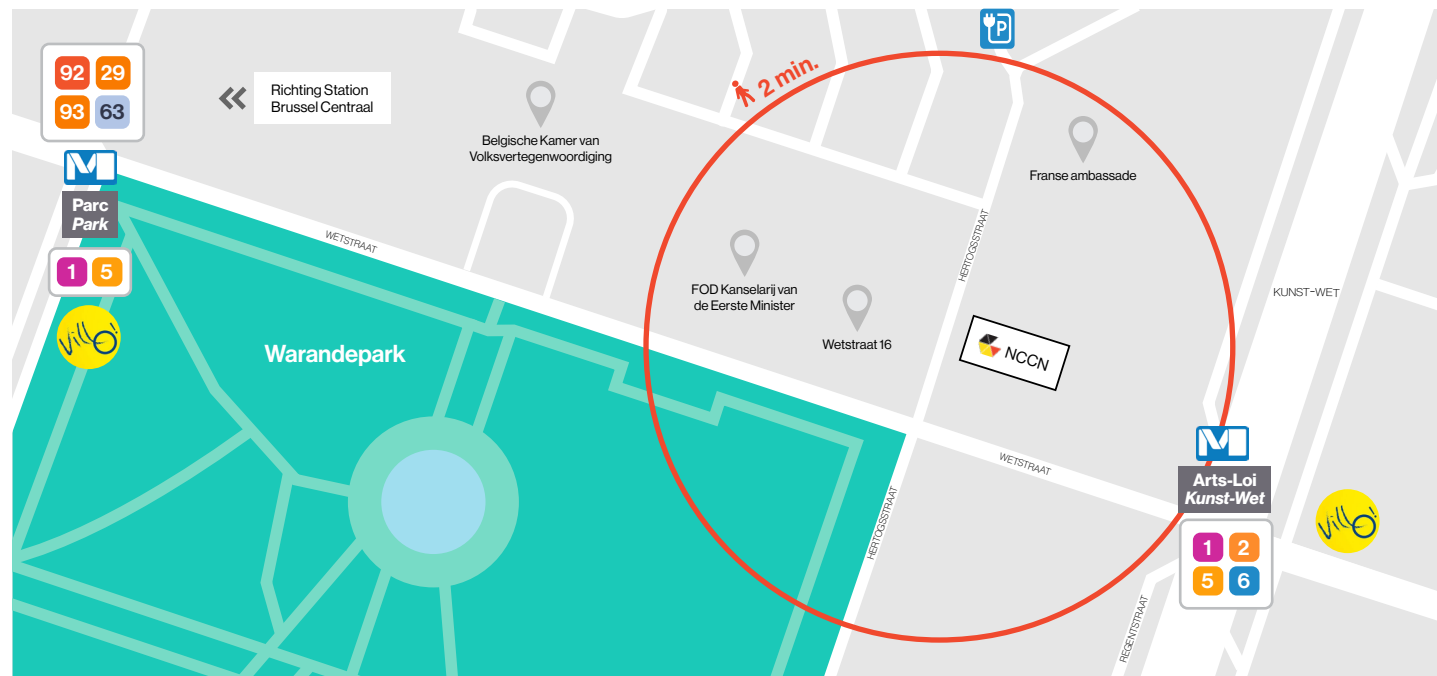 92 29
93 63
Richting Station
Brussel Centraal
M
Parc
Park
1 5
Villo!
Warandepark
WETSTRAAT
Belgische Kamer van
Volksvertegenwoordiging
2 min.
P
Franse ambassade
FOD Kanselarij van
de Eerste Minister
Wetstraat 16
HERTOGSSTRAAT
NCCN
KUNST-WET
WETSTRAAT
HERTOGSSTRAAT
M
Arts-Loi
Kunst-Wet
1 2
5 6
Villo!
REGENTSTRAAT